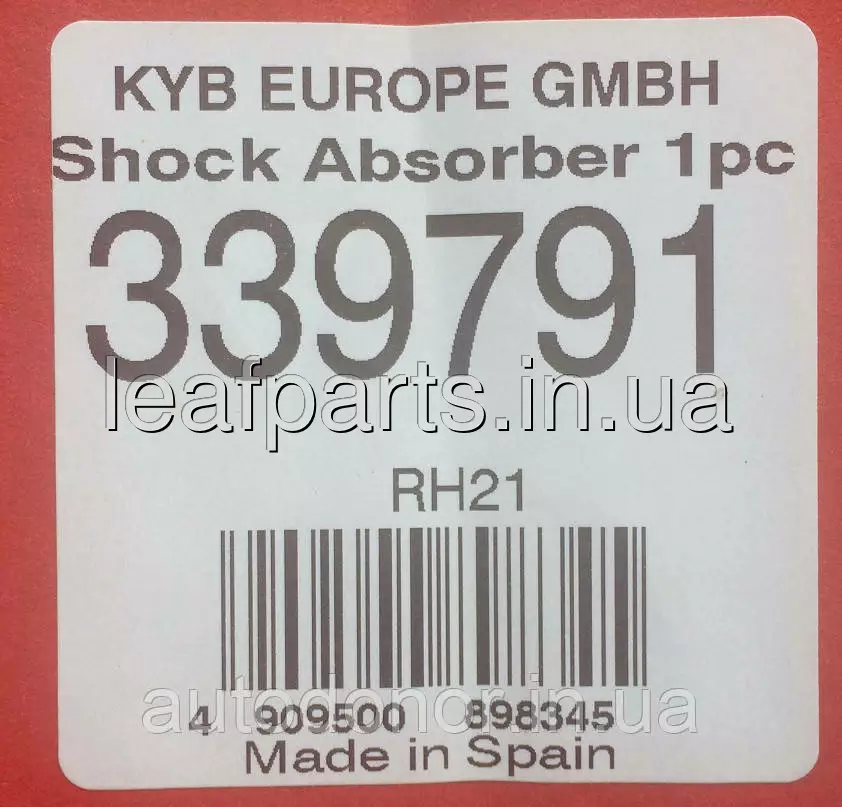 KYB EUROPE GMBH
Shock Absorber 1pc
339791
leafparts.in.ua
RH21
autodonor.in.ua
4 909500 898345
Made in Spain